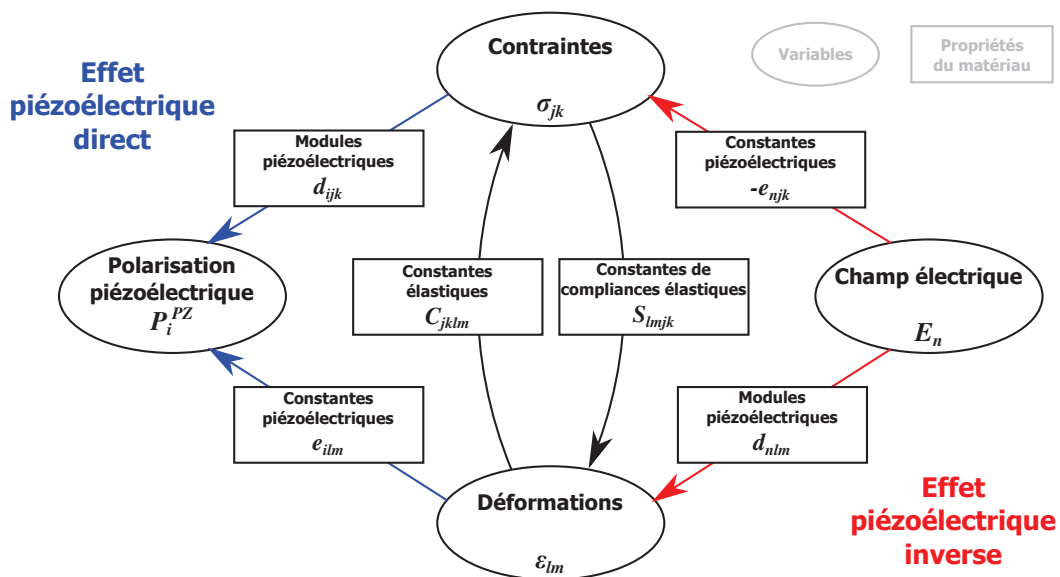 Contraintes
σjk
Variables
Propriétés
du matériau
Effet
piézoélectrique
direct
Modules
piézoélectriques
dijk
Constantes
piézoélectriques
-enjk
Polarisation
piézoélectrique
PiPZ
Constantes
élastiques
Cjklm
Constantes de
compliances élastiques
Slmjk
Champ électrique
En
Constantes
piézoélectriques
eilm
Modules
piézoélectriques
dnlm
Déformations
εlm
Effet
piézoélectrique
inverse